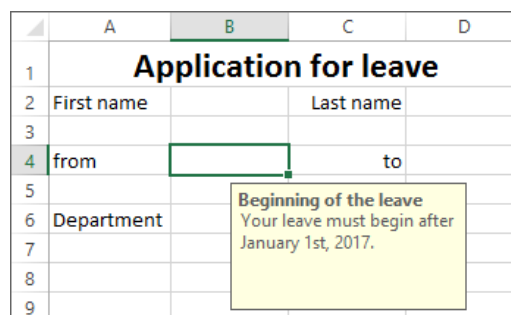 A B C D
1 Application for leave
2 First name Last name
3
4 from to
5
Beginning of the leave
6 Department Your leave must begin after
7 January 1st, 2017.
8
9